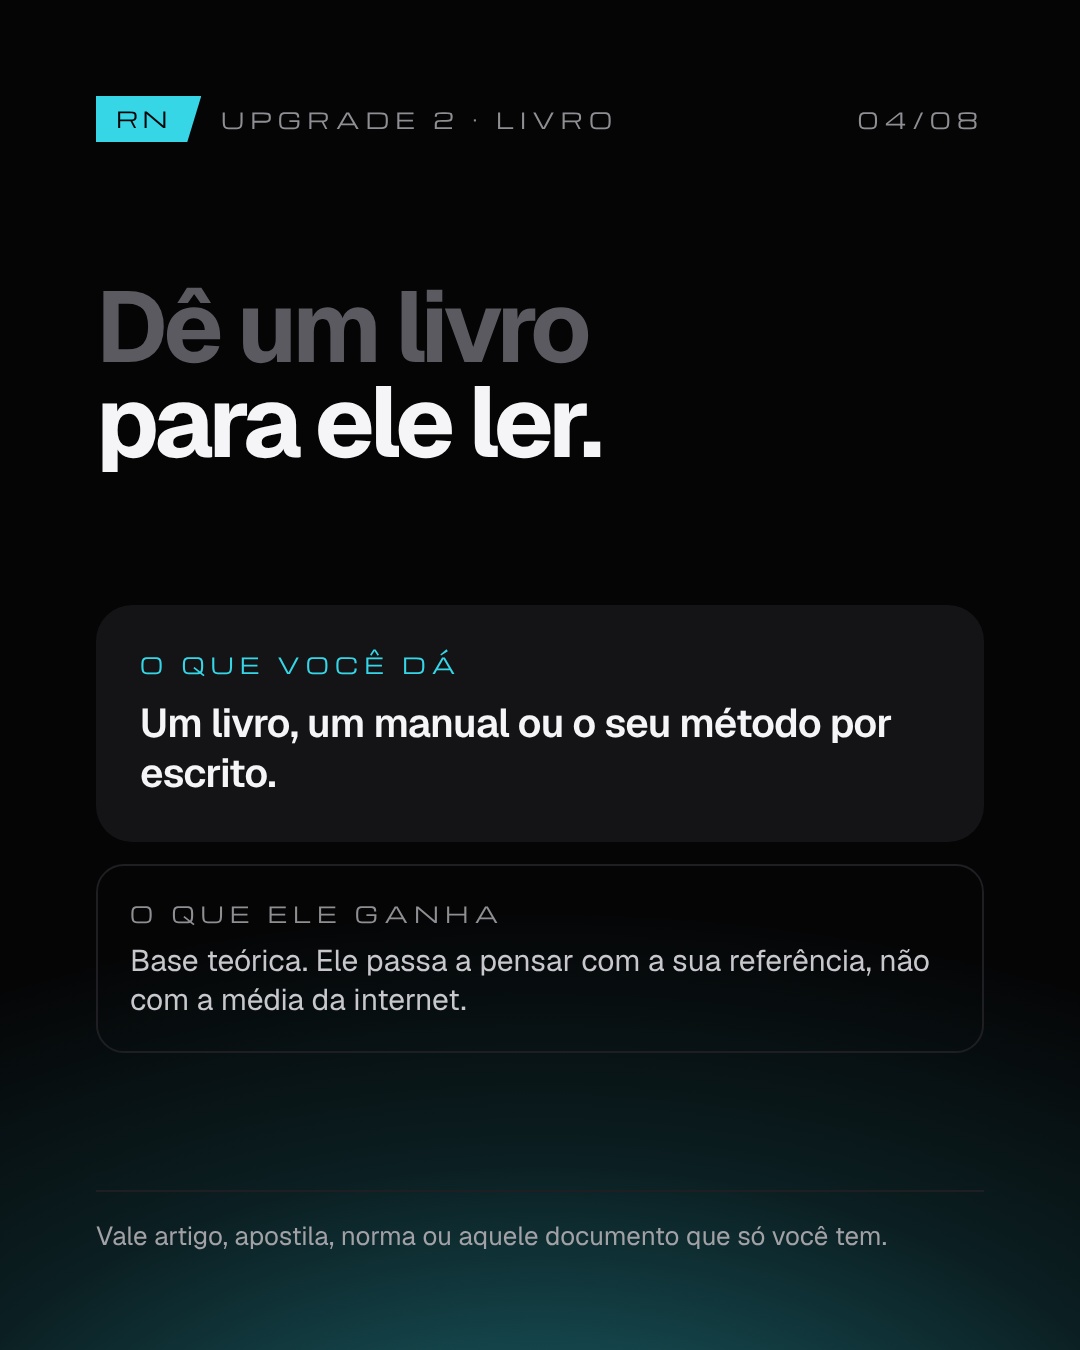 RN UPGRADE 2 · LIVRO 04/08
Dê um livro
para ele ler.
O QUE VOCÊ DÁ
Um livro, um manual ou o seu método por
escrito.
O QUE ELE GANHA
Base teórica. Ele passa a pensar com a sua referência, não
com a média da internet.
Vale artigo, apostila, norma ou aquele documento que só você tem.